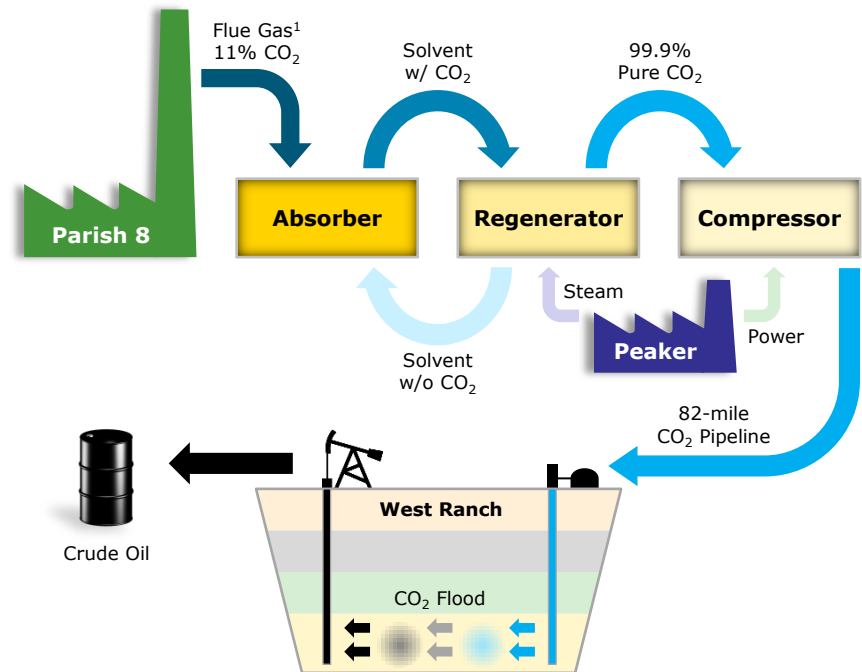 Flue Gas¹
11% CO₂
Solvent
w/ CO₂
99.9%
Pure CO₂
Parish 8
Absorber
Regenerator
Compressor
Steam
Peaker
Power
Solvent
w/o CO₂
82-mile
CO₂ Pipeline
Crude Oil
West Ranch
CO₂ Flood